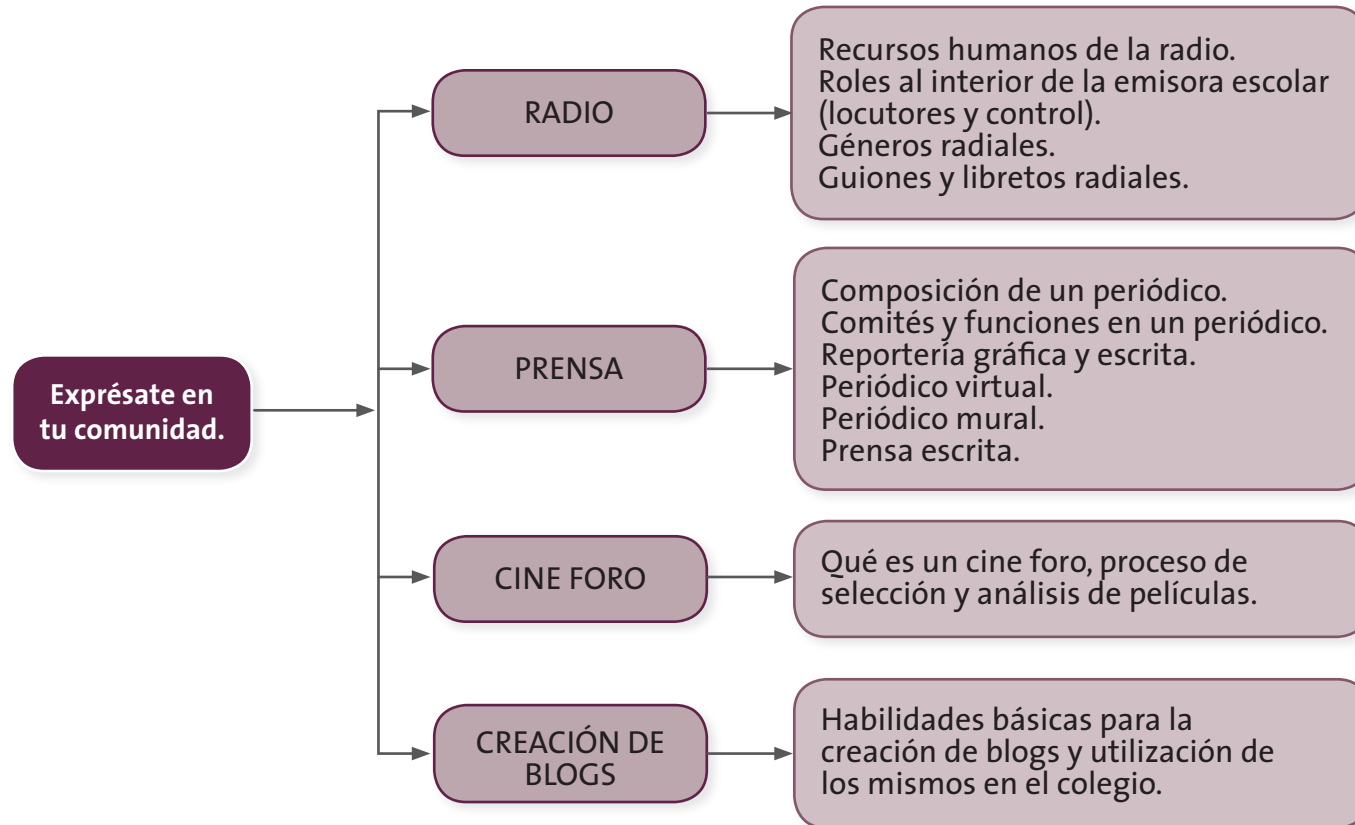 Exprésate en
tu comunidad.
RADIO
Recursos humanos de la radio.
Roles al interior de la emisora escolar
(locutores y control).
Géneros radiales.
Guiones y libretos radiales.
PRENSA
Composición de un periódico.
Comités y funciones en un periódico.
Reportería gráfica y escrita.
Periódico virtual.
Periódico mural.
Prensa escrita.
CINE FORO
Qué es un cine foro, proceso de
selección y análisis de películas.
CREACIÓN DE
BLOGS
Habilidades básicas para la
creación de blogs y utilización de
los mismos en el colegio.